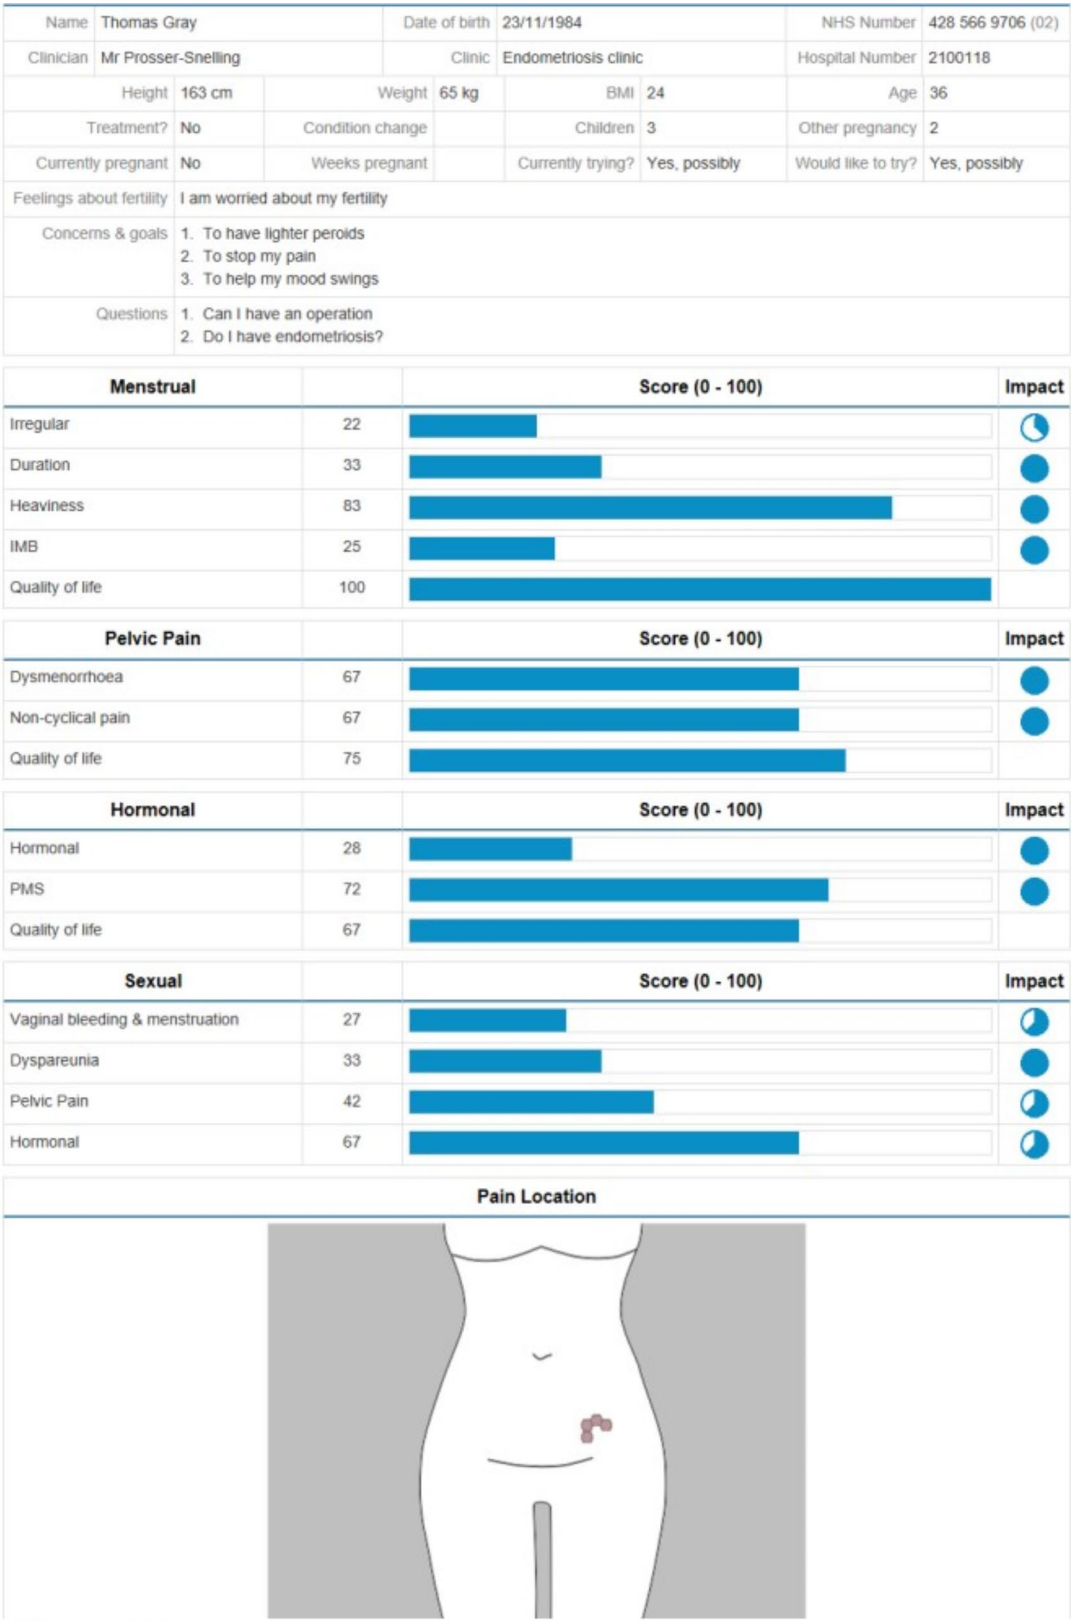 Name Thomas Gray Date of birth 23/11/1984 NHS Number 428 566 9706 (02)
Clinician Mr Prosser-Snelling Clinic Endometriosis clinic Hospital Number 2100118
Height 163 cm Weight 65 kg BMI 24 Age 36
Treatment? No Condition change Children 3 Other pregnancy 2
Currently pregnant No Weeks pregnant Currently trying? Yes, possibly Would like to try? Yes, possibly
Feelings about fertility I am worried about my fertility
Concerns & goals 1. To have lighter peroids
2. To stop my pain
3. To help my mood swings
Questions 1. Can I have an operation
2. Do I have endometriosis?
Menstrual Score (0 - 100) Impact
Irregular 22
Duration 33
Heaviness 83
IMB 25
Quality of life 100
Pelvic Pain Score (0 - 100) Impact
Dysmenorrhoea 67
Non-cyclical pain 67
Quality of life 75
Hormonal Score (0 - 100) Impact
Hormonal 28
PMS 72
Quality of life 67
Sexual Score (0 - 100) Impact
Vaginal bleeding & menstruation 27
Dyspareunia 33
Pelvic Pain 42
Hormonal 67
Pain Location